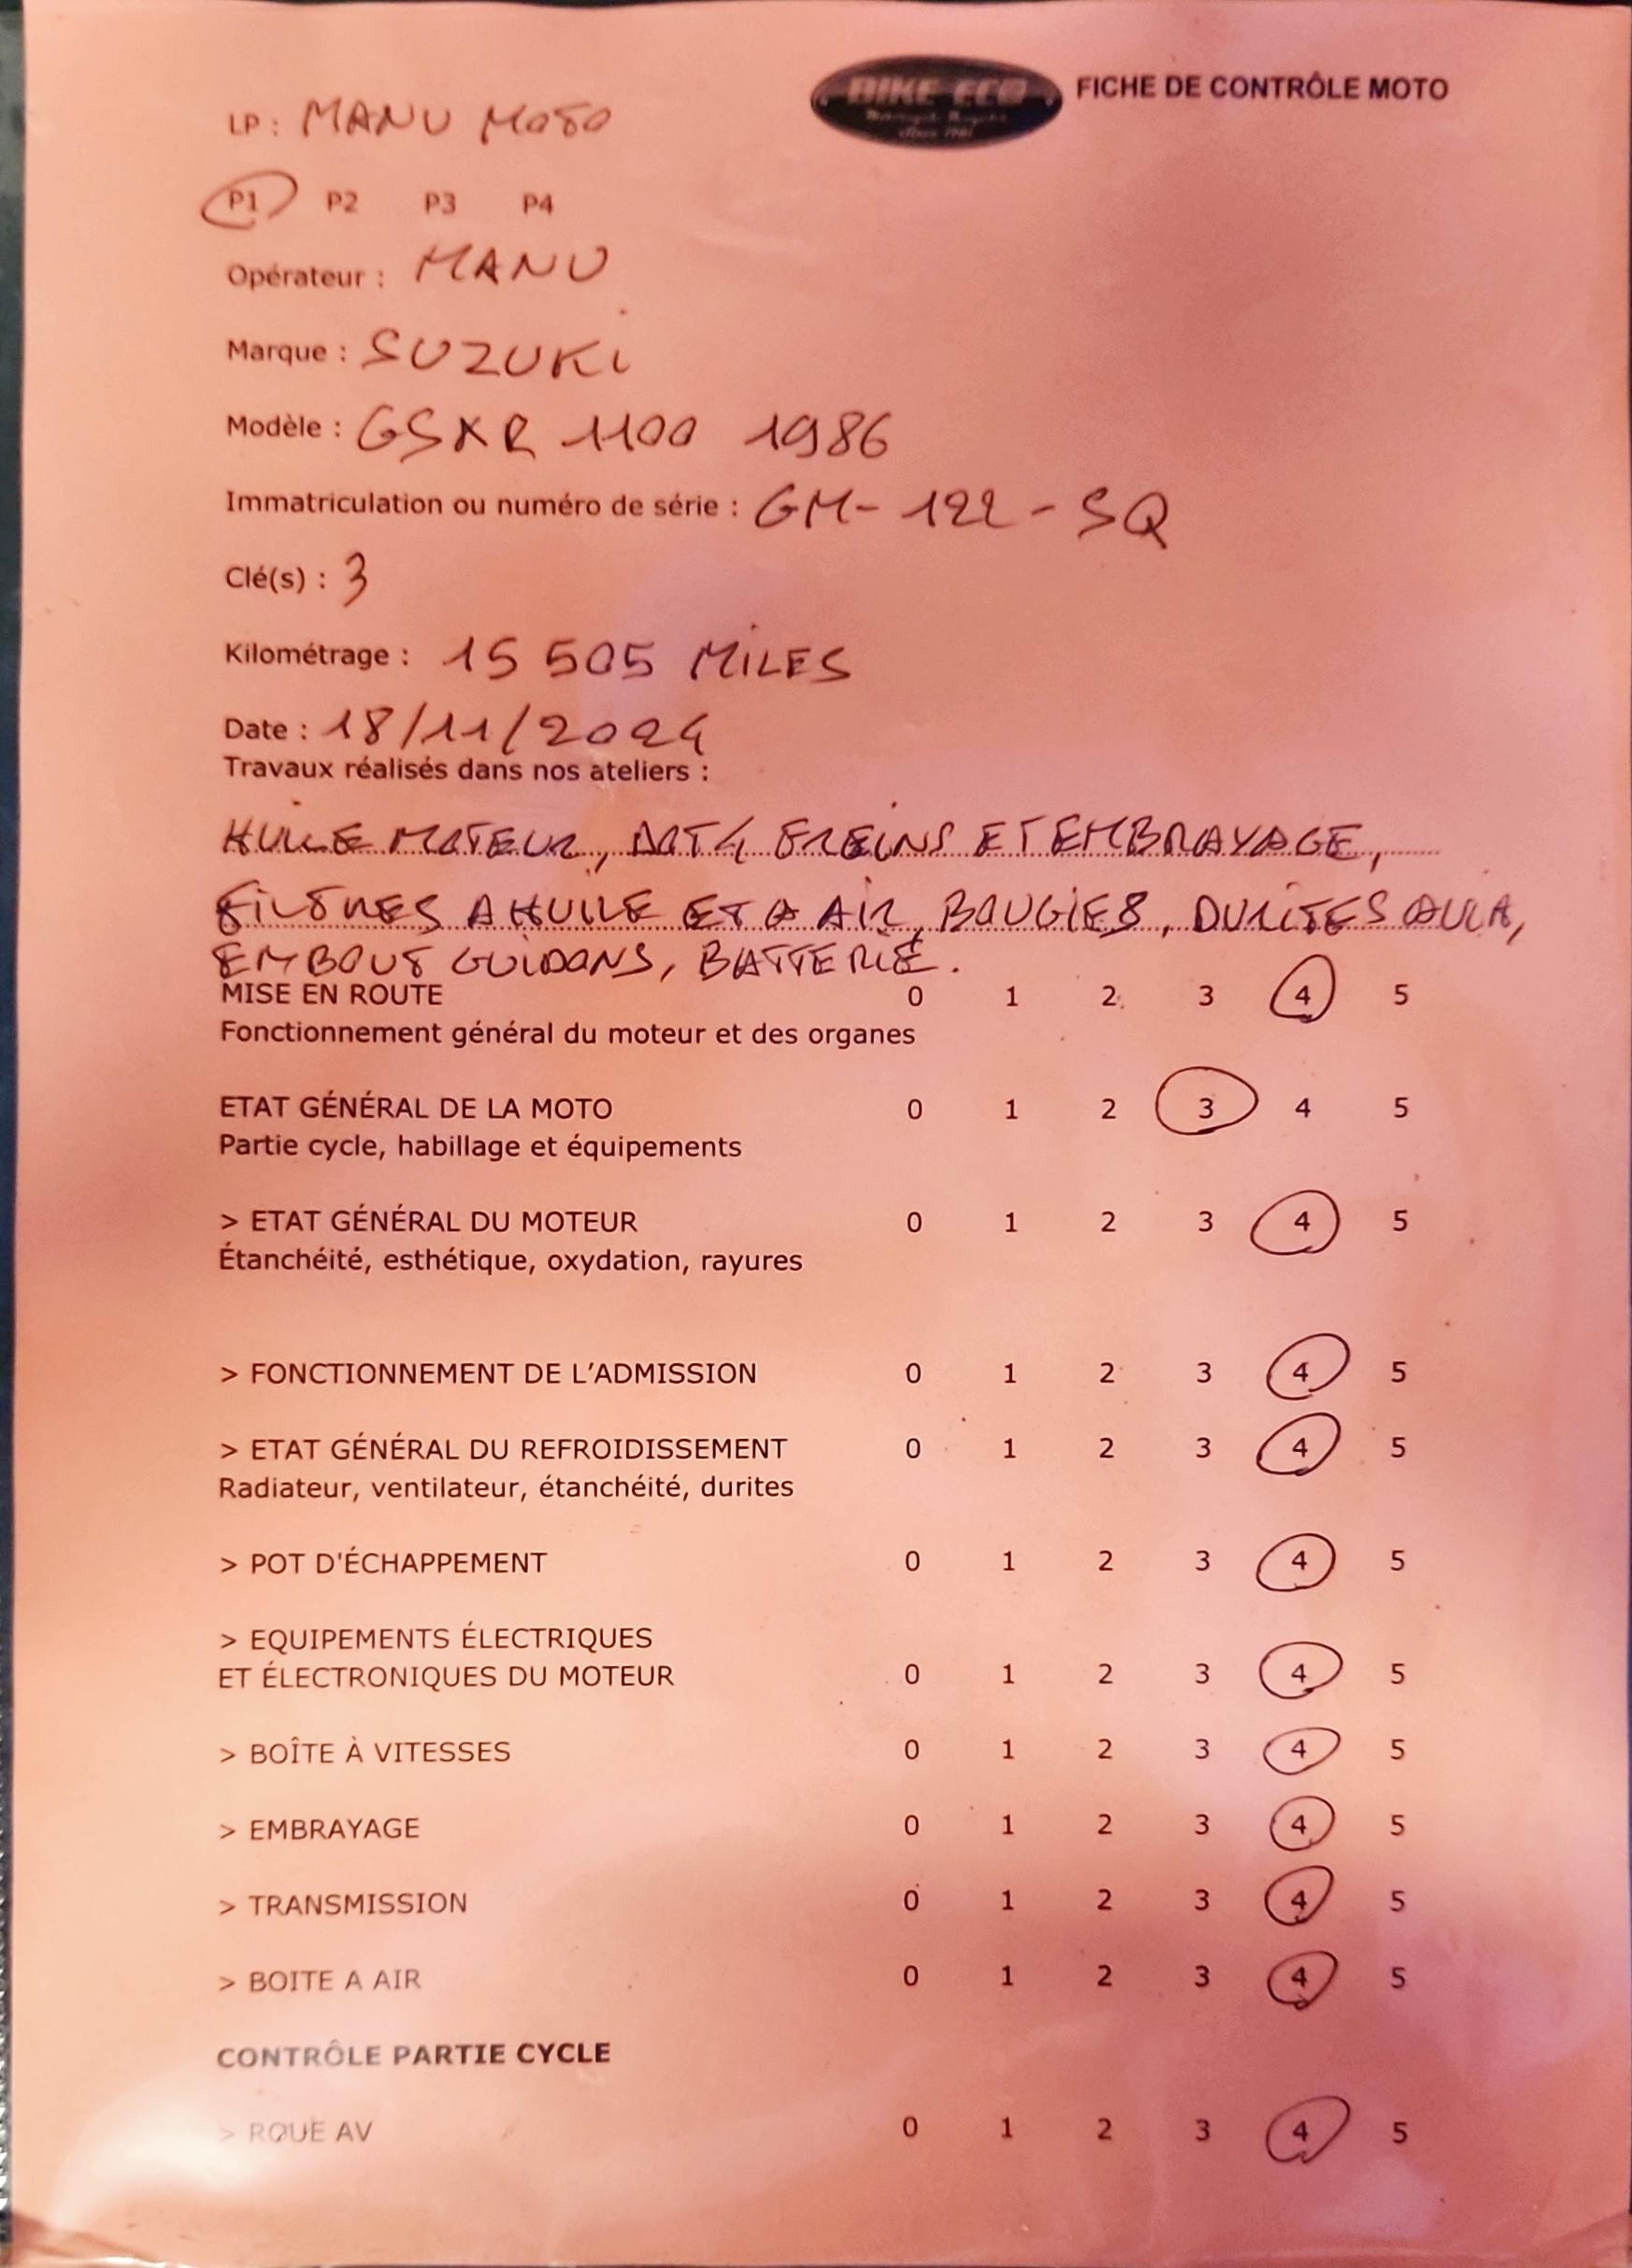 BIKE ECO
FICHE DE CONTRÔLE MOTO
Since 1981
LP : MANU MOTO
P1 P2 P3 P4
Opérateur : MANU
Marque : SUZUKI
Modèle : GSXR 1100 1986
Immatriculation ou numéro de série : GM-122-SQ
Clé(s) : 3
Kilométrage : 15 505 MILES
Date : 18/11/2024
Travaux réalisés dans nos ateliers :
HUILE MOTEUR, DOT4 FREINS ET EMBRAYAGE,
FILTRES A HUILE ET A AIR, BOUGIES, DURITES
EMBOUT GUIDONS, BATTERIE.
MISE EN ROUTE 0 1 2 3 4 5
Fonctionnement général du moteur et des organes
ETAT GÉNÉRAL DE LA MOTO 0 1 2 3 4 5
Partie cycle, habillage et équipements
> ETAT GÉNÉRAL DU MOTEUR 0 1 2 3 4 5
Étanchéité, esthétique, oxydation, rayures
> FONCTIONNEMENT DE L'ADMISSION 0 1 2 3 4 5
> ETAT GÉNÉRAL DU REFROIDISSEMENT 0 1 2 3 4 5
Radiateur, ventilateur, étanchéité, durites
> POT D'ÉCHAPPEMENT 0 1 2 3 4 5
> EQUIPEMENTS ÉLECTRIQUES
ET ÉLECTRONIQUES DU MOTEUR 0 1 2 3 4 5
> BOÎTE À VITESSES 0 1 2 3 4 5
> EMBRAYAGE 0 1 2 3 4 5
> TRANSMISSION 0 1 2 3 4 5
> BOITE A AIR 0 1 2 3 4 5
CONTRÔLE PARTIE CYCLE
> ROUE AV 0 1 2 3 4 5